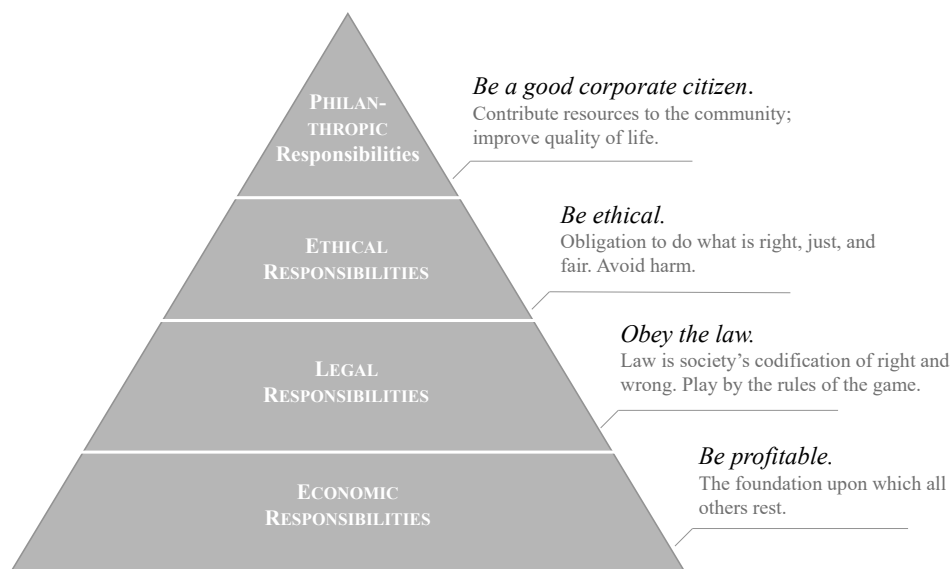 PHILAN-
THROPIC
Responsibilities
Be a good corporate citizen.
Contribute resources to the community;
improve quality of life.
ETHICAL
RESPONSIBILITIES
Be ethical.
Obligation to do what is right, just, and
fair. Avoid harm.
LEGAL
RESPONSIBILITIES
Obey the law.
Law is society’s codification of right and
wrong. Play by the rules of the game.
ECONOMIC
RESPONSIBILITIES
Be profitable.
The foundation upon which all
others rest.